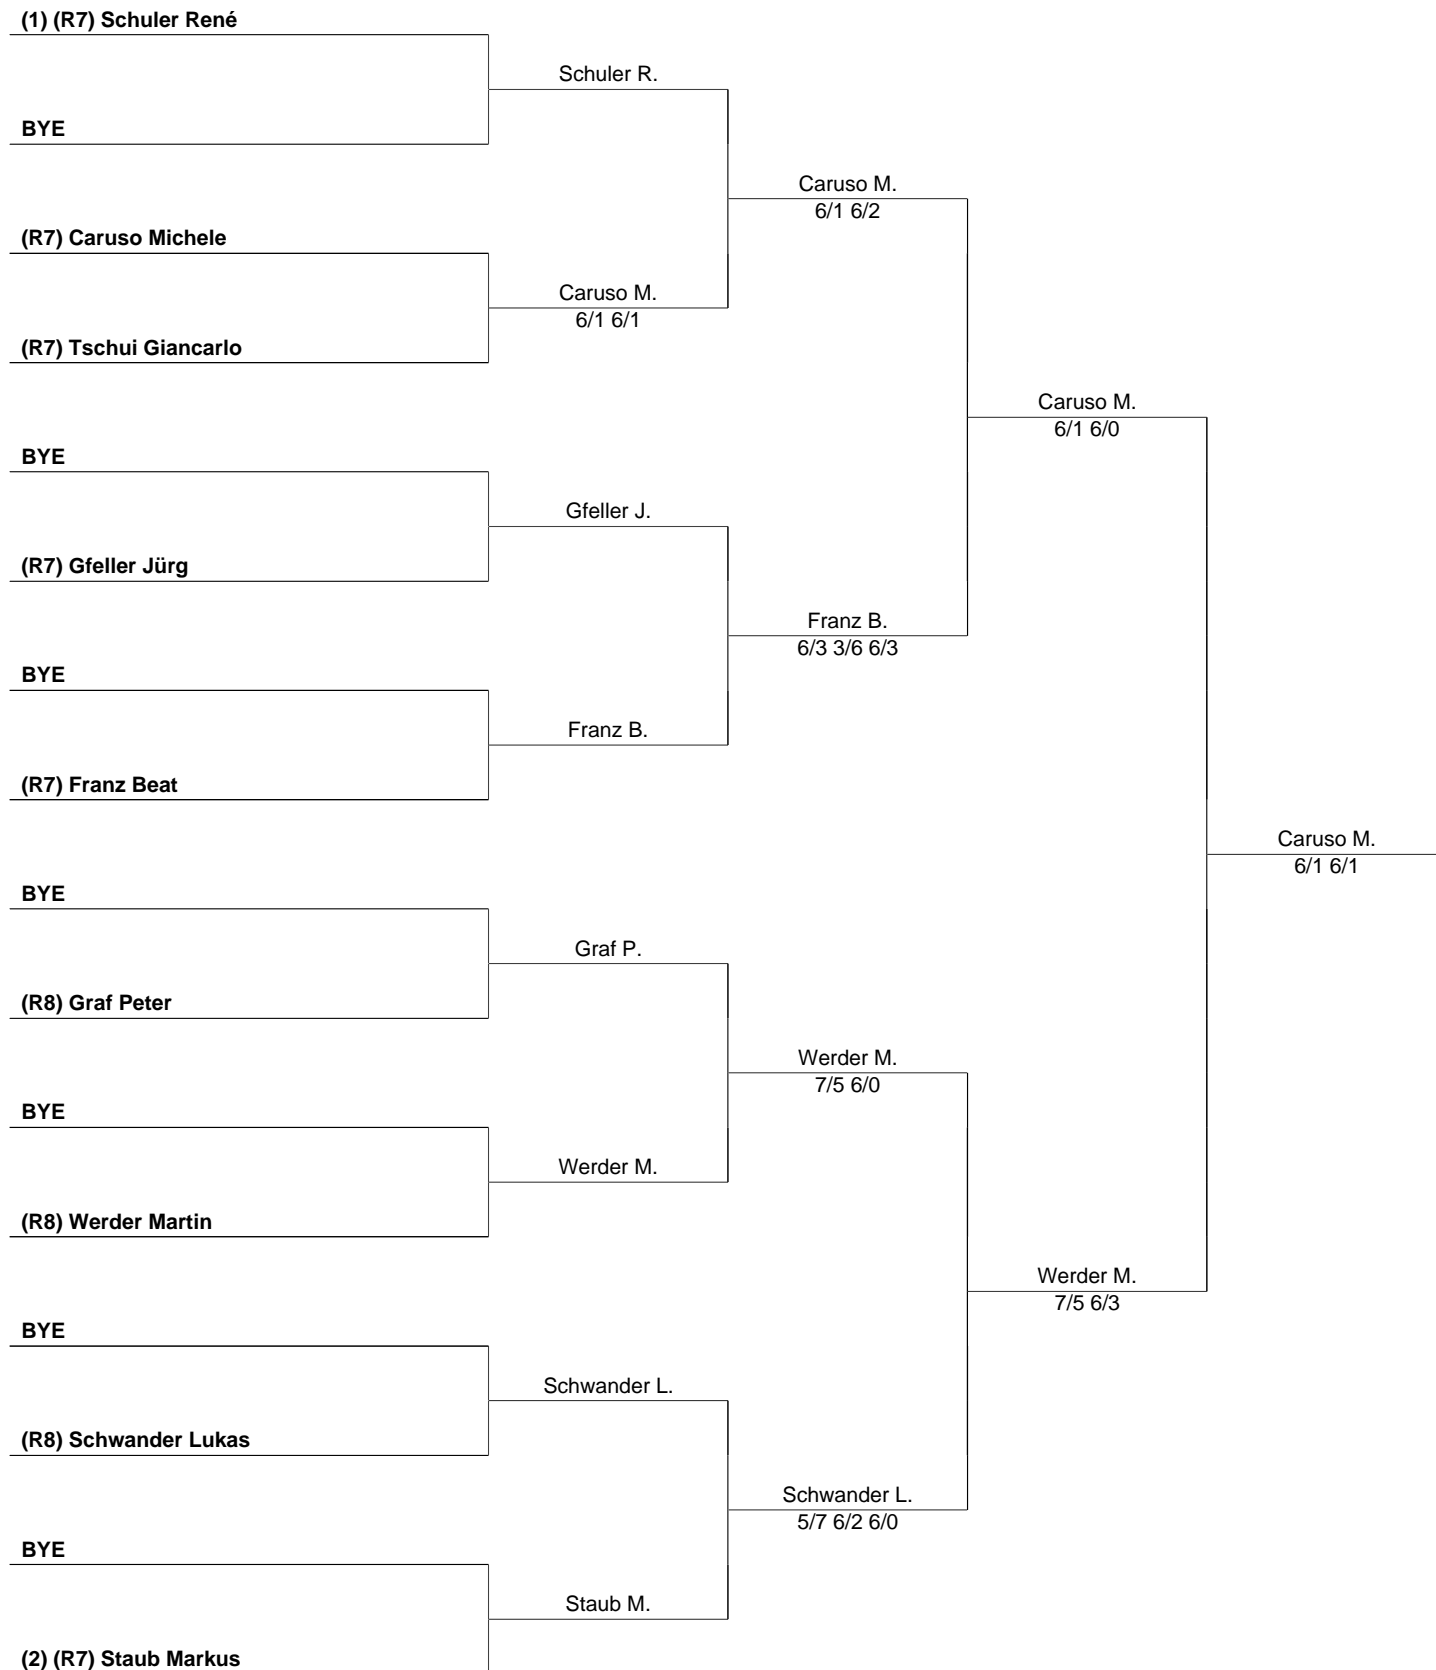 (1) (R7) Schuler René
Schuler R.
BYE
Caruso M.
6/1 6/2
(R7) Caruso Michele
Caruso M.
6/1 6/1
(R7) Tschui Giancarlo
Caruso M.
6/1 6/0
BYE
Gfeller J.
(R7) Gfeller Jürg
Franz B.
6/3 3/6 6/3
BYE
Franz B.
(R7) Franz Beat
Caruso M.
6/1 6/1
BYE
Graf P.
(R8) Graf Peter
Werder M.
7/5 6/0
BYE
Werder M.
(R8) Werder Martin
Werder M.
7/5 6/3
BYE
Schwander L.
(R8) Schwander Lukas
Schwander L.
5/7 6/2 6/0
BYE
Staub M.
(2) (R7) Staub Markus